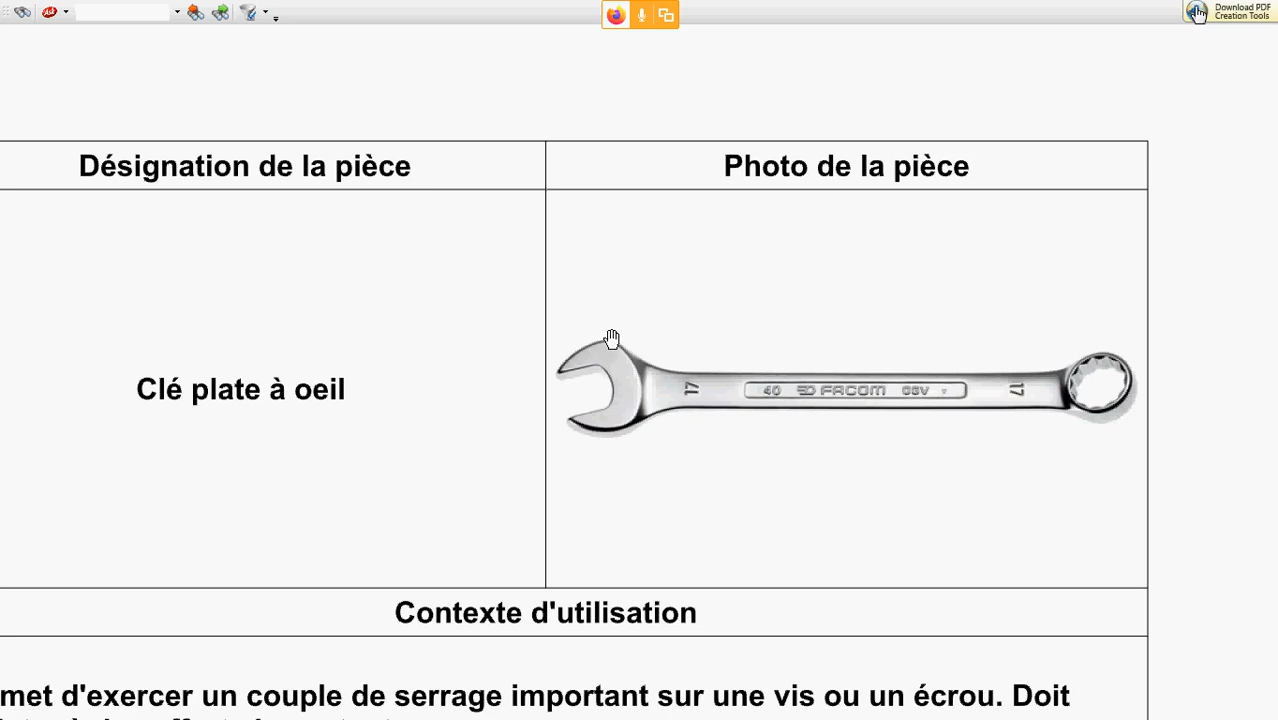 Ask
Download PDF
Creation Tools
Désignation de la pièce
Photo de la pièce
Clé plate à oeil
17 40 FACOM 17
Contexte d'utilisation
met d'exercer un couple de serrage important sur une vis ou un écrou. Doit